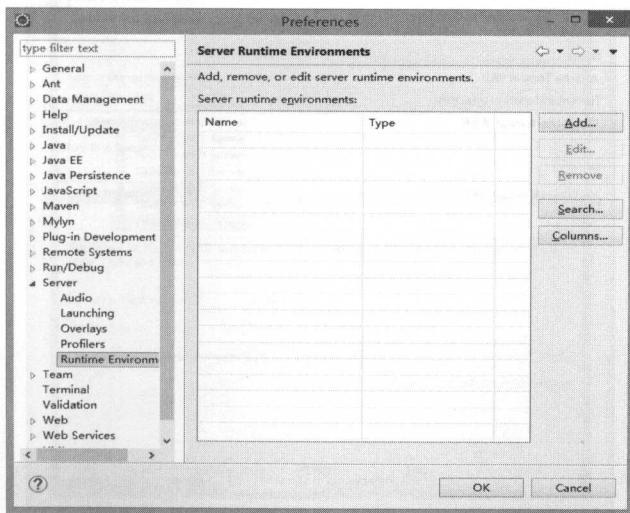 Preferences
type filter text
General
Ant
Data Management
Help
Install/Update
Java
Java EE
Java Persistence
JavaScript
Maven
Mylyn
Plug-in Development
Remote Systems
Run/Debug
Server
Audio
Launching
Overlays
Profilers
Runtime Environm
Team
Terminal
Validation
Web
Web Services
Server Runtime Environments
Add, remove, or edit server runtime environments.
Server runtime environments:
Name Type
Add...
Edit...
Remove
Search...
Columns...
OK Cancel